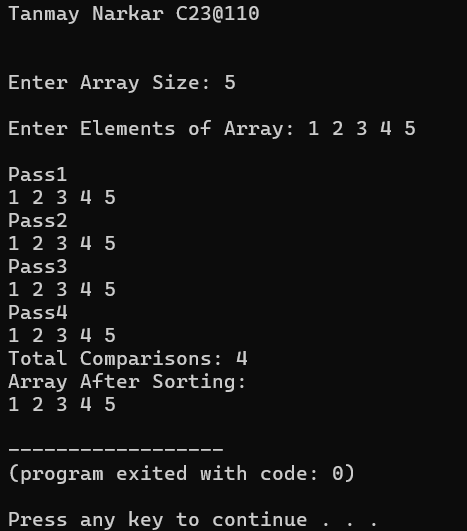 Tanmay Narkar C23@110
Enter Array Size: 5
Enter Elements of Array: 1 2 3 4 5
Pass1
1 2 3 4 5
Pass2
1 2 3 4 5
Pass3
1 2 3 4 5
Pass4
1 2 3 4 5
Total Comparisons: 4
Array After Sorting:
1 2 3 4 5
------------------
(program exited with code: 0)
Press any key to continue . . .